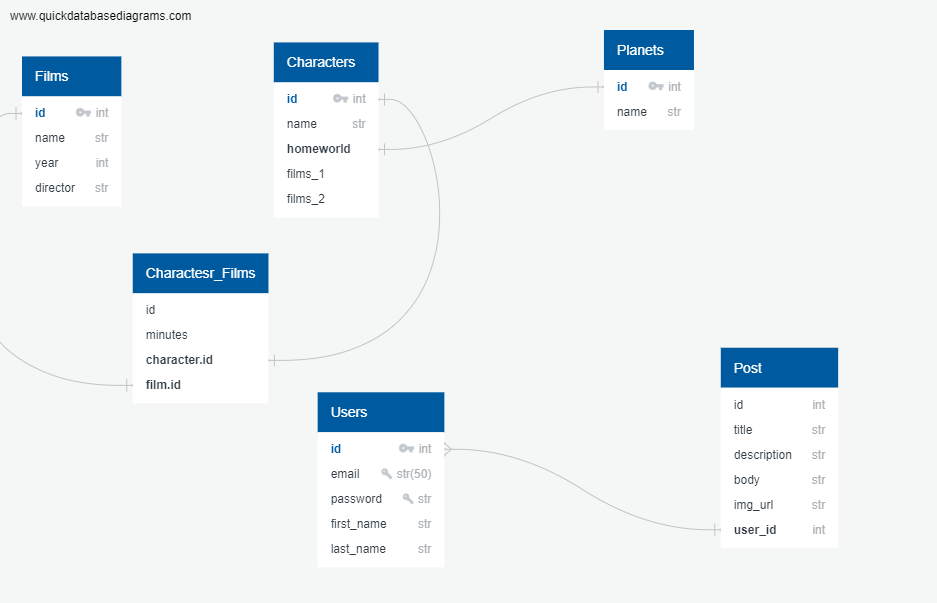 www.quickdatabasediagrams.com
Films
id int
name str
year int
director str
Characters
id int
name str
homeworld
films_1
films_2
Planets
id int
name str
Charactesr_Films
id
minutes
character.id
film.id
Users
id int
email str(50)
password str
first_name str
last_name str
Post
id int
title str
description str
body str
img_url str
user_id int